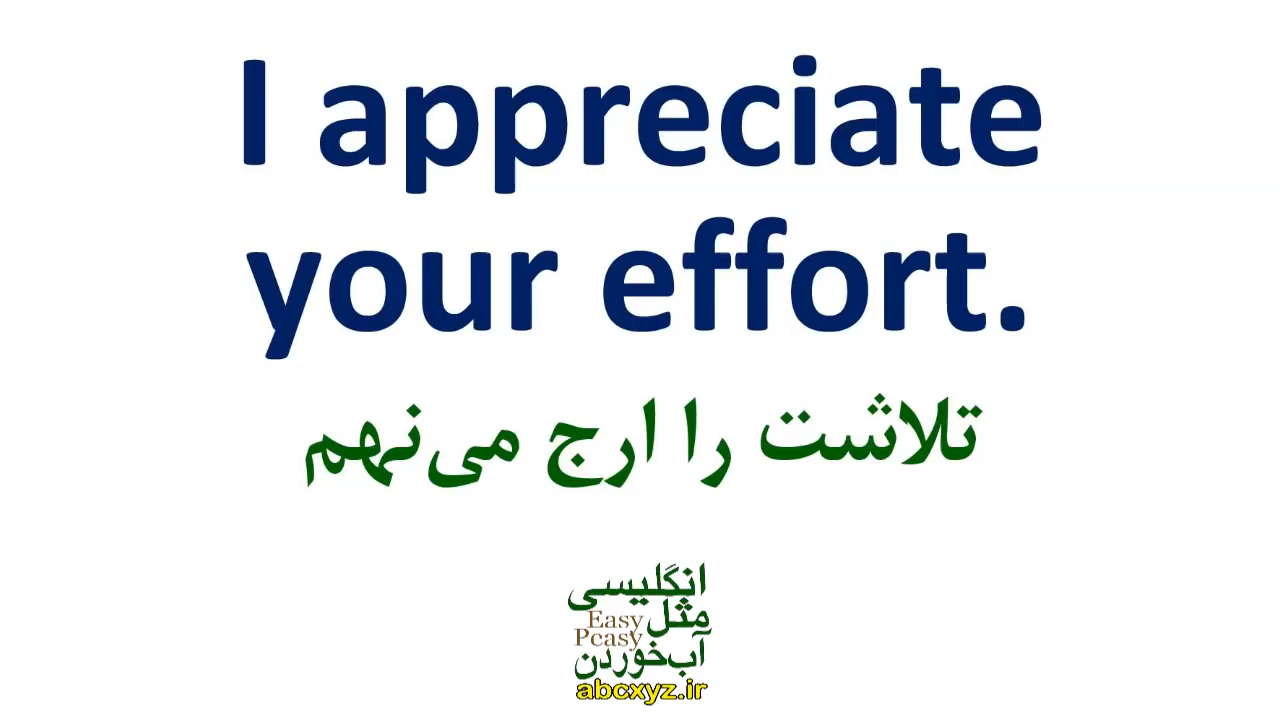 I appreciate
your effort.
تلاشت را ارج می‌نهم
انگلیسی
مثل
Easy
Peasy
آب‌خوردن
abcxyz.ir